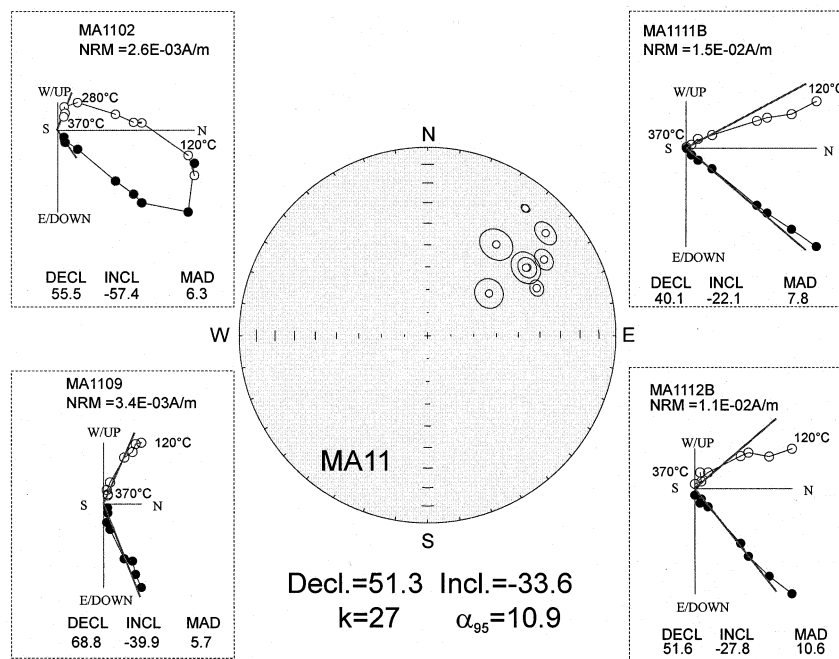 MA1102
NRM =2.6E-03A/m
W/UP
280°C
370°C
S
N
120°C
E/DOWN
DECL INCL MAD
55.5 -57.4 6.3
MA1111B
NRM =1.5E-02A/m
W/UP
120°C
370°C
S
N
E/DOWN
DECL INCL MAD
40.1 -22.1 7.8
N
W
E
S
MA11
Decl.=51.3 Incl.=-33.6
k=27 α95=10.9
MA1109
NRM =3.4E-03A/m
W/UP
120°C
370°C
S
N
E/DOWN
DECL INCL MAD
68.8 -39.9 5.7
MA1112B
NRM =1.1E-02A/m
W/UP
120°C
370°C
S
N
E/DOWN
DECL INCL MAD
51.6 -27.8 10.6